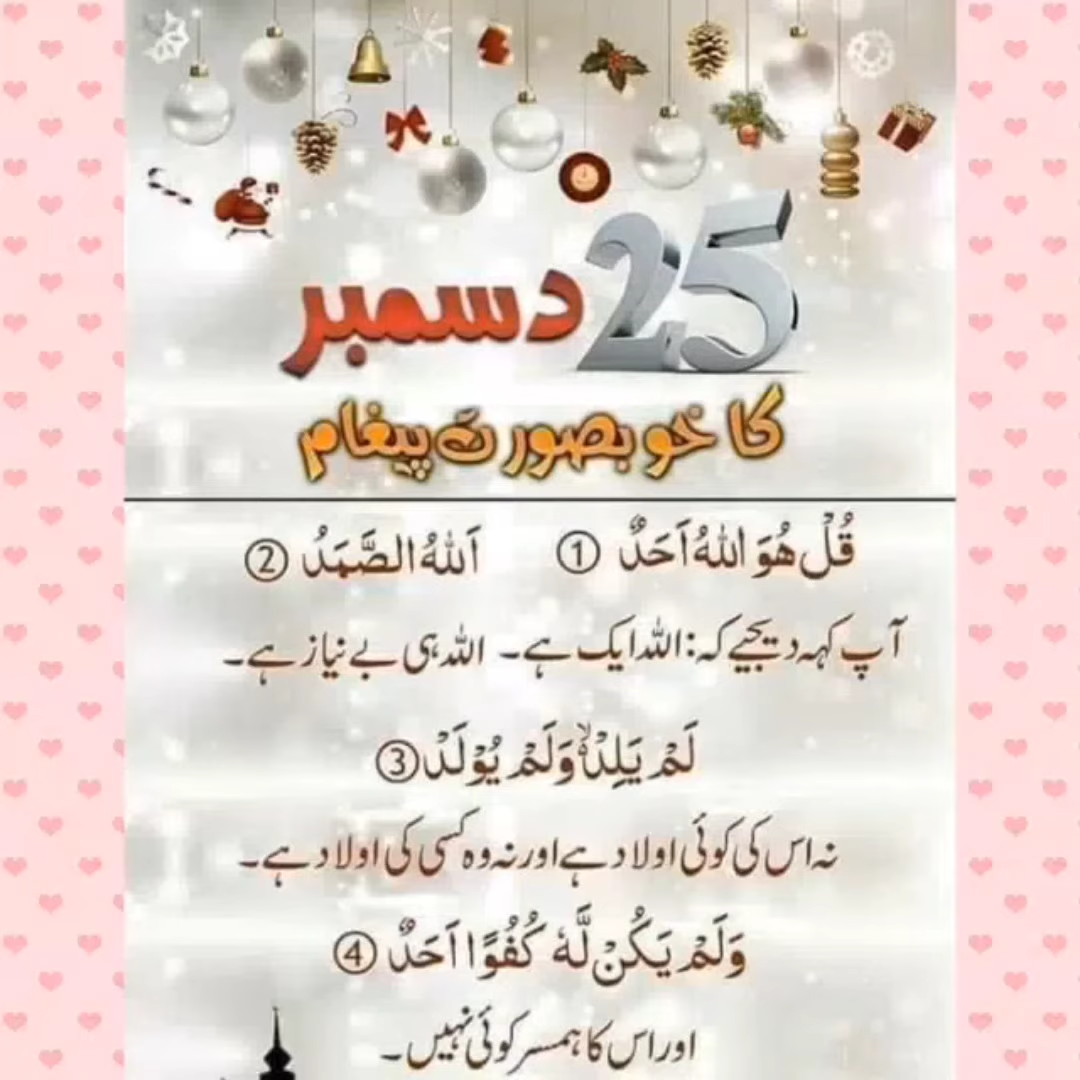 25 دسمبر
کا خوبصورت پیغام
قُلْ هُوَ اللّٰهُ اَحَدٌ ① اَللّٰهُ الصَّمَدُ ②
آپ کہہ دیجیے کہ: اللہ ایک ہے۔ اللہ ہی بے نیاز ہے۔
لَمْ یَلِدْ ۙ۬ وَلَمْ یُوْلَدْ ③
نہ اس کی کوئی اولاد ہے اور نہ وہ کسی کی اولاد ہے۔
وَلَمْ یَكُنْ لَّهٗ كُفُوًا اَحَدٌ ④
اور اس کا ہمسر کوئی نہیں۔